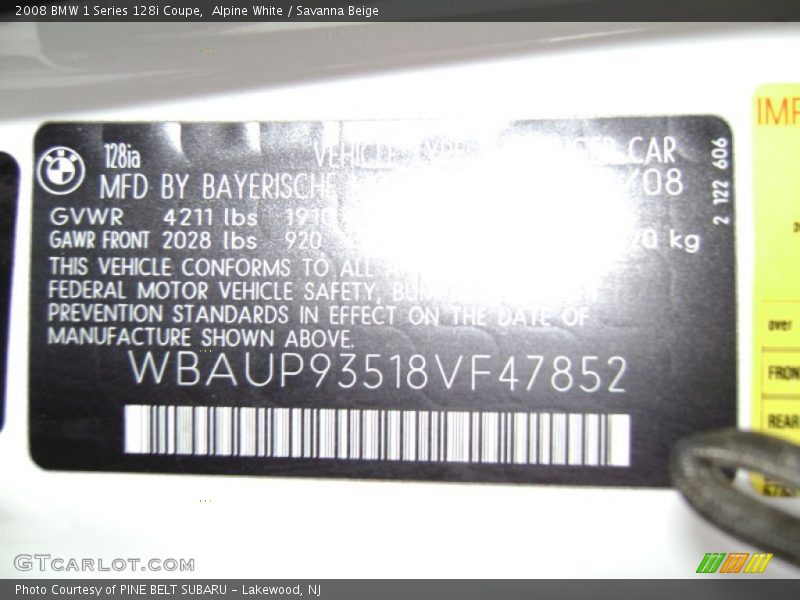 2008 BMW 1 Series 128i Coupe, Alpine White / Savanna Beige
128ia
VEHICLE TYPE CAR
MFD BY BAYERISCHE /08
GVWR 4211 lbs 1910
GAWR FRONT 2028 lbs 920 kg
THIS VEHICLE CONFORMS TO ALL
FEDERAL MOTOR VEHICLE SAFETY,
PREVENTION STANDARDS IN EFFECT ON THE DATE OF
MANUFACTURE SHOWN ABOVE.
WBAUP93518VF47852
2 122 606
IMP
over
FRON
REAR
GTCARLOT.COM
Photo Courtesy of PINE BELT SUBARU - Lakewood, NJ